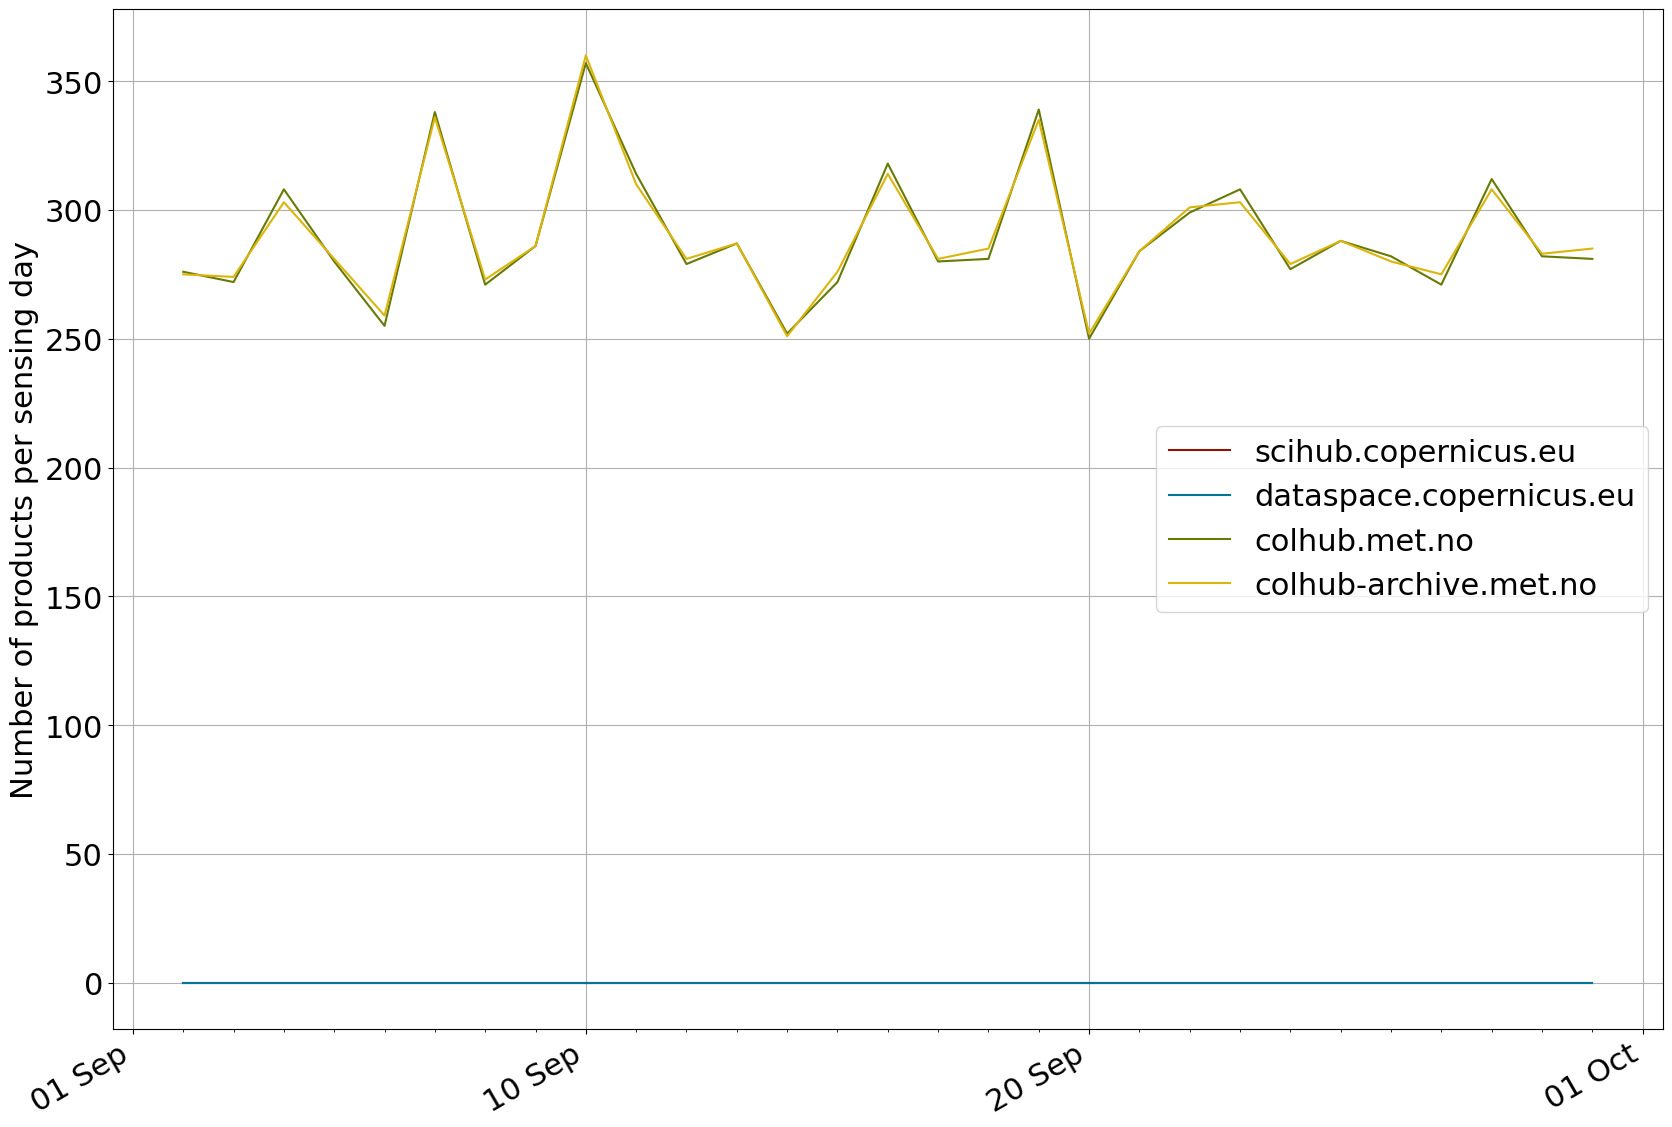 Number of products per sensing day
350
300
250
200
150
100
50
0
scihub.copernicus.eu
dataspace.copernicus.eu
colhub.met.no
colhub-archive.met.no
01 Sep
10 Sep
20 Sep
01 Oct